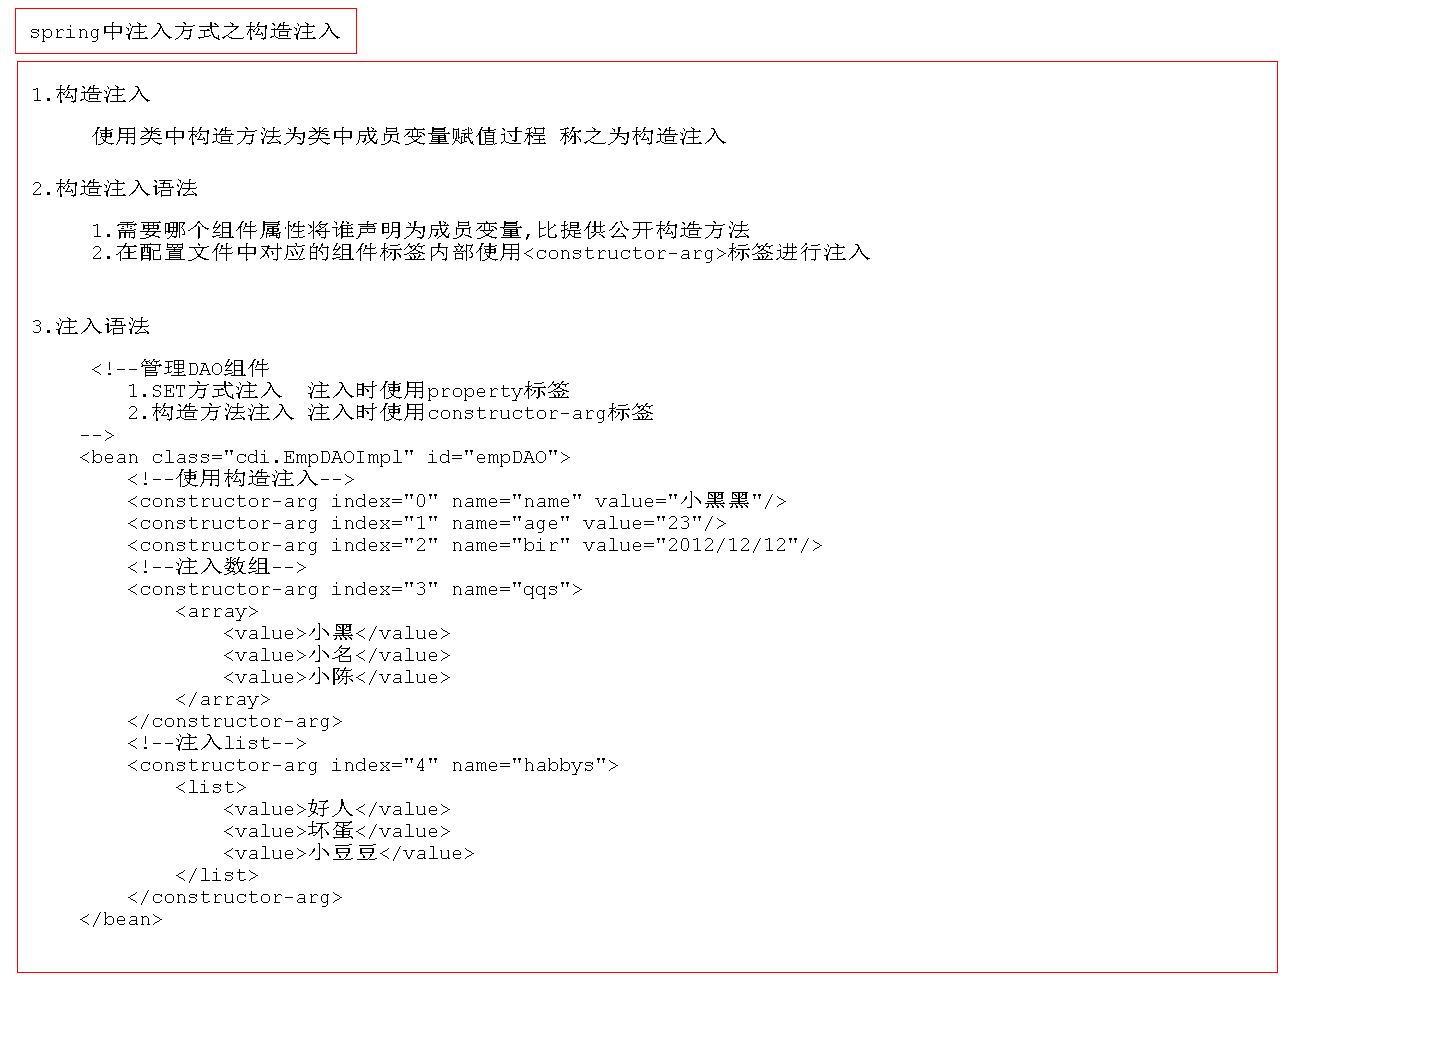 spring中注入方式之构造注入
1.构造注入
使用类中构造方法为类中成员变量赋值过程 称之为构造注入
2.构造注入语法
1.需要哪个组件属性将谁声明为成员变量,比提供公开构造方法
2.在配置文件中对应的组件标签内部使用<constructor-arg>标签进行注入
3.注入语法
<!--管理DAO组件
1.SET方式注入  注入时使用property标签
2.构造方法注入 注入时使用constructor-arg标签
-->
<bean class="cdi.EmpDAOImpl" id="empDAO">
<!--使用构造注入-->
<constructor-arg index="0" name="name" value="小黑黑"/>
<constructor-arg index="1" name="age" value="23"/>
<constructor-arg index="2" name="bir" value="2012/12/12"/>
<!--注入数组-->
<constructor-arg index="3" name="qqs">
<array>
<value>小黑</value>
<value>小名</value>
<value>小陈</value>
</array>
</constructor-arg>
<!--注入list-->
<constructor-arg index="4" name="habbys">
<list>
<value>好人</value>
<value>坏蛋</value>
<value>小豆豆</value>
</list>
</constructor-arg>
</bean>